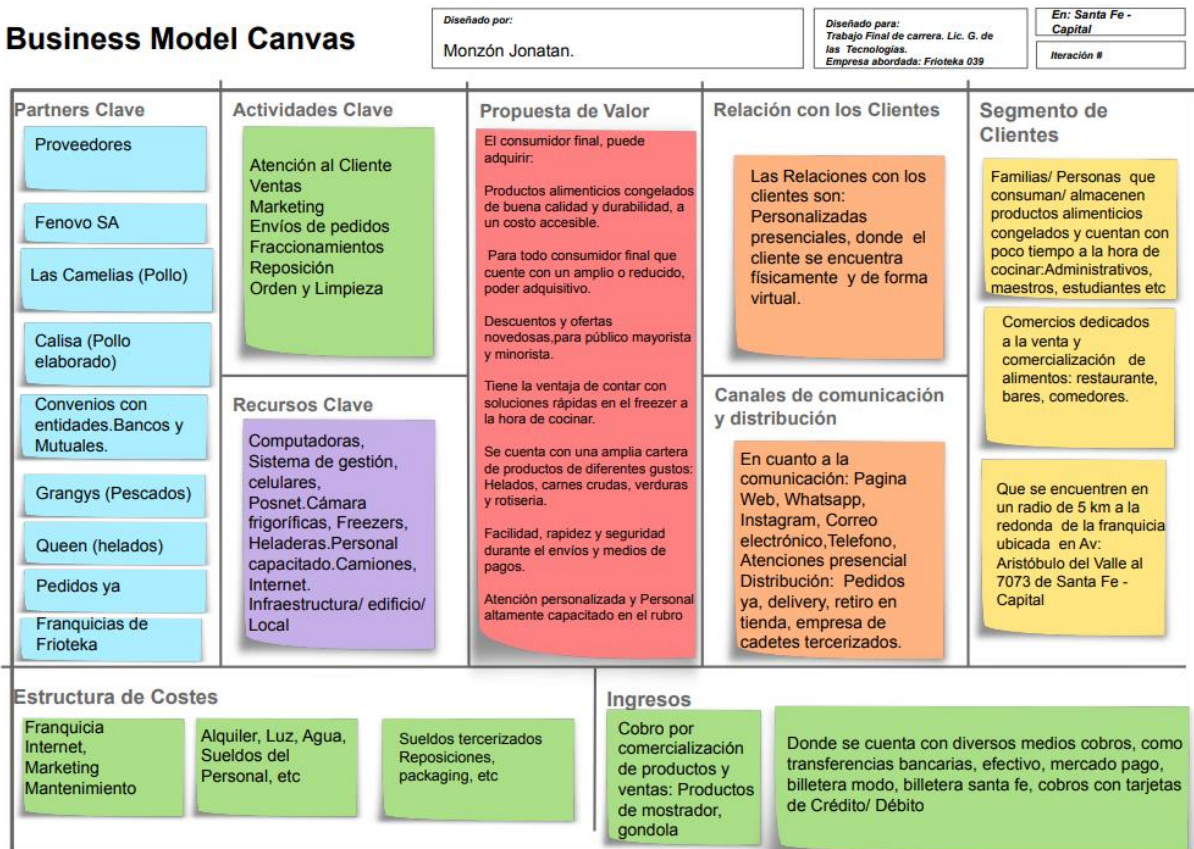 Business Model Canvas
Diseñado por:
Monzón Jonatan.
Diseñado para:
Trabajo Final de carrera. Lic. G. de
las Tecnologías.
Empresa abordada: Frioteka 039
En: Santa Fe -
Capital
Iteración #
Partners Clave
Proveedores
Fenovo SA
Las Camelias (Pollo)
Calisa (Pollo
elaborado)
Convenios con
entidades.Bancos y
Mutuales.
Grangys (Pescados)
Queen (helados)
Pedidos ya
Franquicias de
Frioteka
Actividades Clave
Atención al Cliente
Ventas
Marketing
Envíos de pedidos
Fraccionamientos
Reposición
Orden y Limpieza
Recursos Clave
Computadoras,
Sistema de gestión,
celulares,
Posnet.Cámara
frigoríficas, Freezers,
Heladeras.Personal
capacitado.Camiones,
Internet.
Infraestructura/ edificio/
Local
Propuesta de Valor
El consumidor final, puede
adquirir:
Productos alimenticios congelados
de buena calidad y durabilidad, a
un costo accesible.
Para todo consumidor final que
cuente con un amplio o reducido,
poder adquisitivo.
Descuentos y ofertas
novedosas,para público mayorista
y minorista.
Tiene la ventaja de contar con
soluciones rápidas en el freezer a
la hora de cocinar.
Se cuenta con una amplia cartera
de productos de diferentes gustos:
Helados, carnes crudas, verduras
y rotiseria.
Facilidad, rapidez y seguridad
durante el envíos y medios de
pagos.
Atención personalizada y Personal
altamente capacitado en el rubro
Relación con los Clientes
Las Relaciones con los
clientes son:
Personalizadas
presenciales, donde el
cliente se encuentra
físicamente y de forma
virtual.
Canales de comunicación
y distribución
En cuanto a la
comunicación: Pagina
Web, Whatsapp,
Instagram, Correo
electrónico,Telefono,
Atenciones presencial
Distribución: Pedidos
ya, delivery, retiro en
tienda, empresa de
cadetes tercerizados.
Segmento de
Clientes
Familias/ Personas que
consuman/ almacenen
productos alimenticios
congelados y cuentan con
poco tiempo a la hora de
cocinar:Administrativos,
maestros, estudiantes etc
Comercios dedicados
a la venta y
comercialización de
alimentos: restaurante,
bares, comedores.
Que se encuentren en
un radio de 5 km a la
redonda de la franquicia
ubicada en Av:
Aristóbulo del Valle al
7073 de Santa Fe -
Capital
Estructura de Costes
Franquicia
Internet,
Marketing
Mantenimiento
Alquiler, Luz, Agua,
Sueldos del
Personal, etc
Sueldos tercerizados
Reposiciones,
packaging, etc
Ingresos
Cobro por
comercialización
de productos y
ventas: Productos
de mostrador,
gondola
Donde se cuenta con diversos medios cobros, como
transferencias bancarias, efectivo, mercado pago,
billetera modo, billetera santa fe, cobros con tarjetas
de Crédito/ Débito